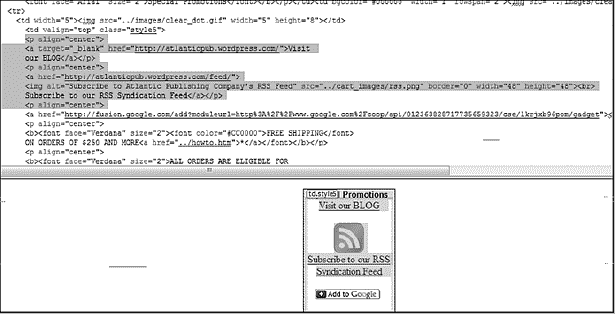 <tr>
<td width="5"><img src="../images/clear_dot.gif" width="5" height="8"></td>
<td valign="top" class="style5">
<p align="center">
<a target="_blank" href="http://atlanticpub.wordpress.com/">Visit
our BLOG</a></p>
<p align="center">
<a href="http://atlanticpub.wordpress.com/feed/">
<img alt="Subscribe to Atlantic Publishing Company's RSS feed" src="../cart_images/rss.png" border="0" width="48" height="48"><br>
Subscribe to our RSS Syndication Feed</a></p>
<p align="center">
<p align="center">
<b><font face="Verdana" size="2"><font color="#CC0000">FREE SHIPPING</font>
ON ORDERS OF $250 AND MORE<a href="../howto.htm">*</a></font></b></p>
<p align="center">
<b><font face="Verdana" size="2">ALL ORDERS ARE ELIGIBLE FOR
td.style5 Promotions
Visit our BLOG
Subscribe to our RSS
Syndication Feed
Add to Google